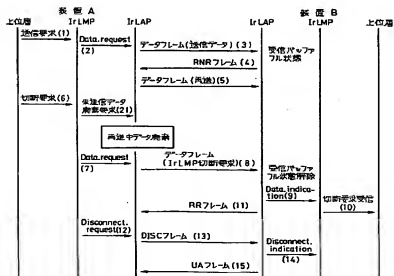 装置A 装置B
上位層 IrLMP IrLAP IrLAP IrLMP 上位層
送信要求(1)
Data.request
(2)
データフレーム(送信データ)(3)
受信バッファ
フル状態
RNRフレーム(4)
データフレーム(再送)(5)
切断要求(6)
未送信データ
廃棄要求(21)
再送中データ廃棄
Data.request
(7)
データフレーム
(IrLMP切断要求)(8)
受信バッファ
フル状態解除
Data.indica-
tion(9)
切断要求受信
(10)
RRフレーム(11)
Disconnect.
request(12)
DISCフレーム(13)
Disconnect.
indication
(14)
UAフレーム(15)